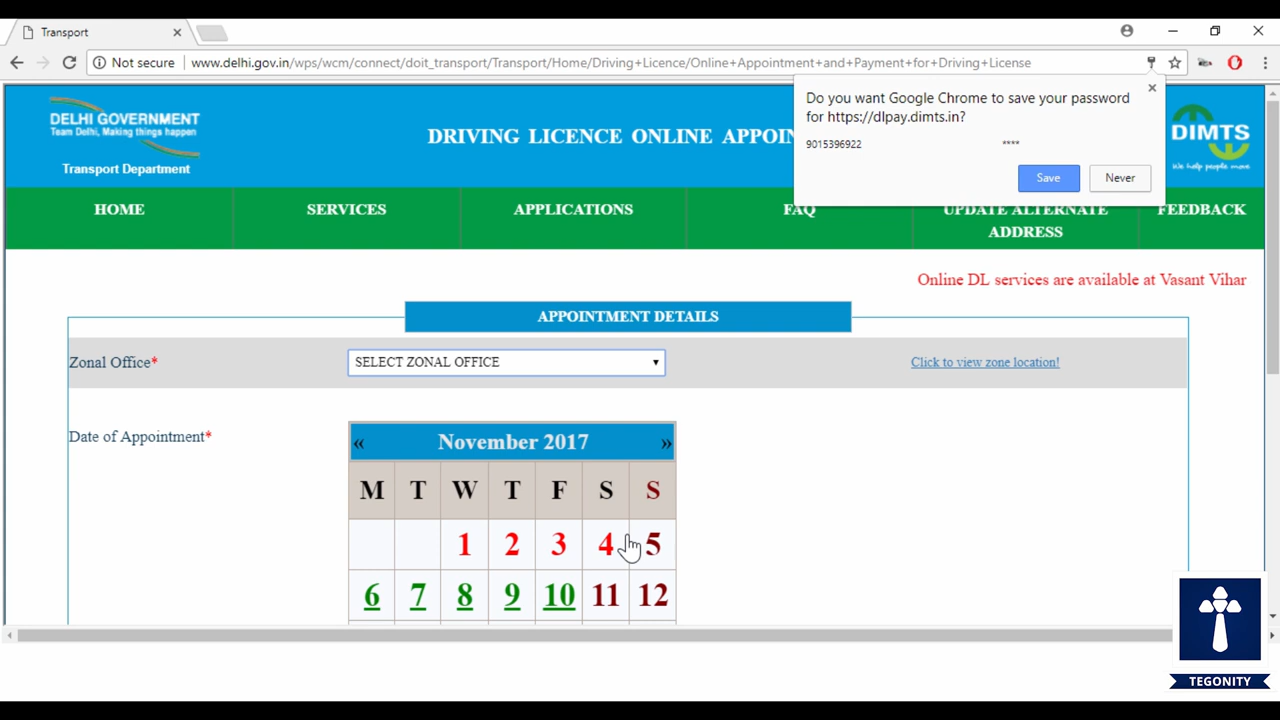 Transport
Not secure | www.delhi.gov.in/wps/wcm/connect/doit_transport/Transport/Home/Driving+Licence/Online+Appointment+and+Payment+for+Driving+License
Do you want Google Chrome to save your password
for https://dlpay.dimts.in?
9015396922 ****
Save Never
DELHI GOVERNMENT
Team Delhi, Making things happen
Transport Department
DRIVING LICENCE ONLINE APPOIN
DIMTS
We help people move
HOME SERVICES APPLICATIONS FAQ UPDATE ALTERNATE FEEDBACK
ADDRESS
Online DL services are available at Vasant Vihar
APPOINTMENT DETAILS
Zonal Office* SELECT ZONAL OFFICE Click to view zone location!
Date of Appointment*
« November 2017 »
M T W T F S S
1 2 3 4 5
6 7 8 9 10 11 12
TEGONITY